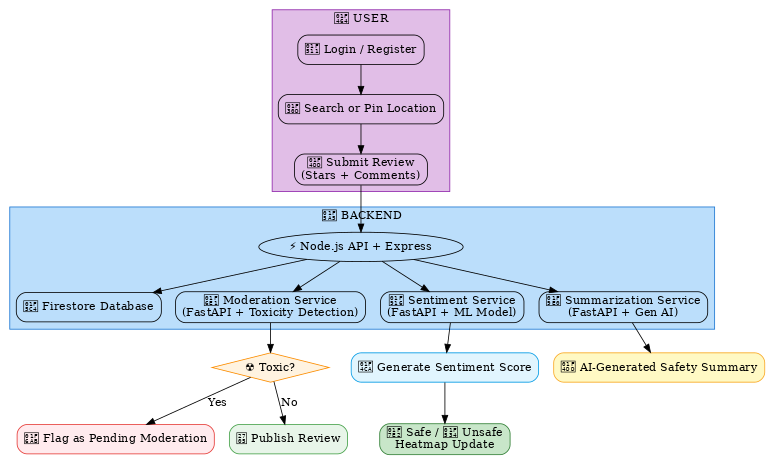 USER
Login / Register
Search or Pin Location
Submit Review
(Stars + Comments)
BACKEND
⚡ Node.js API + Express
Firestore Database
Moderation Service
(FastAPI + Toxicity Detection)
Sentiment Service
(FastAPI + ML Model)
Summarization Service
(FastAPI + Gen AI)
☢ Toxic?
Generate Sentiment Score
AI-Generated Safety Summary
Yes
No
Flag as Pending Moderation
Publish Review
Safe / Unsafe
Heatmap Update